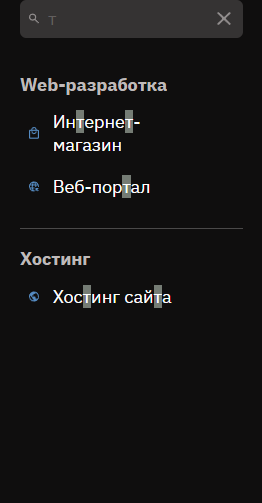 т
Web-разработка
Интернет-
магазин
Веб-портал
Хостинг
Хостинг сайта